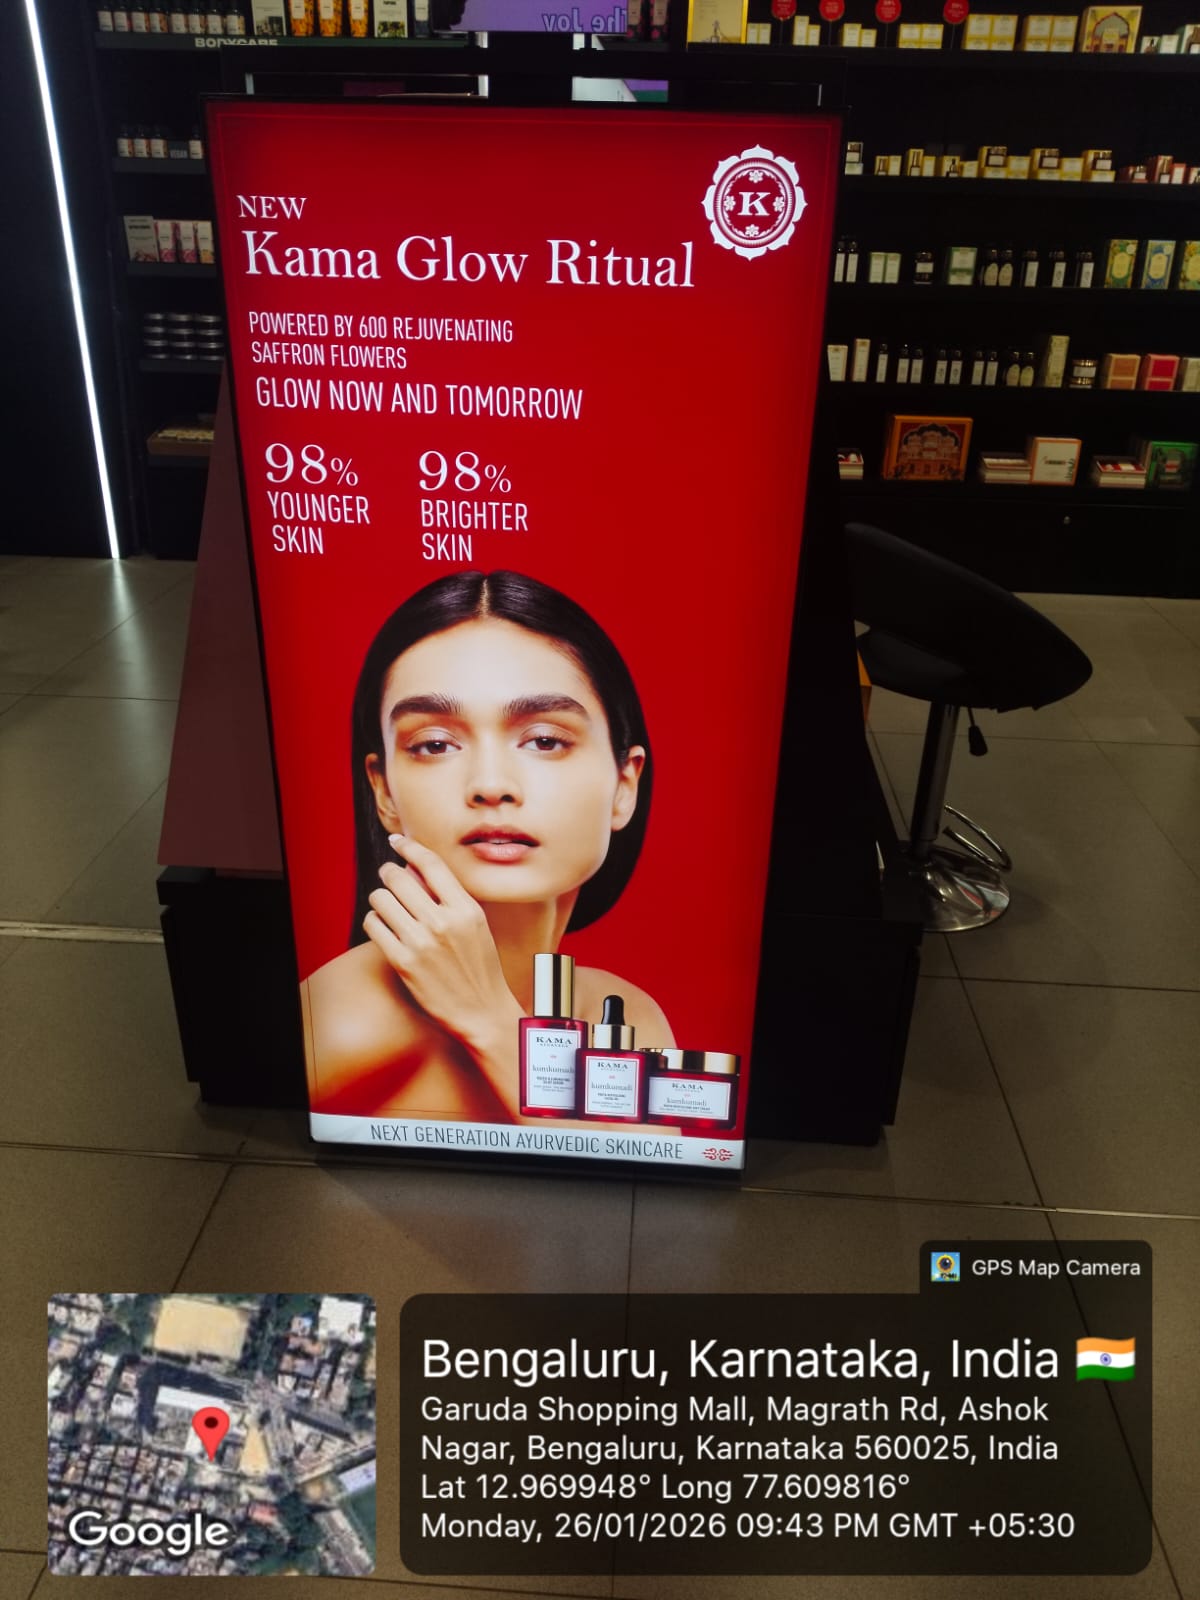 The Joy
BODYCARE
VEGAN
NEW
Kama Glow Ritual
K
POWERED BY 600 REJUVENATING
SAFFRON FLOWERS
GLOW NOW AND TOMORROW
98% 98%
YOUNGER BRIGHTER
SKIN SKIN
KAMA
kumkumadi
KAMA
kumkumadi
KAMA
kumkumadi
NEXT GENERATION AYURVEDIC SKINCARE
GPS Map Camera
Google
Bengaluru, Karnataka, India
Garuda Shopping Mall, Magrath Rd, Ashok
Nagar, Bengaluru, Karnataka 560025, India
Lat 12.969948° Long 77.609816°
Monday, 26/01/2026 09:43 PM GMT +05:30